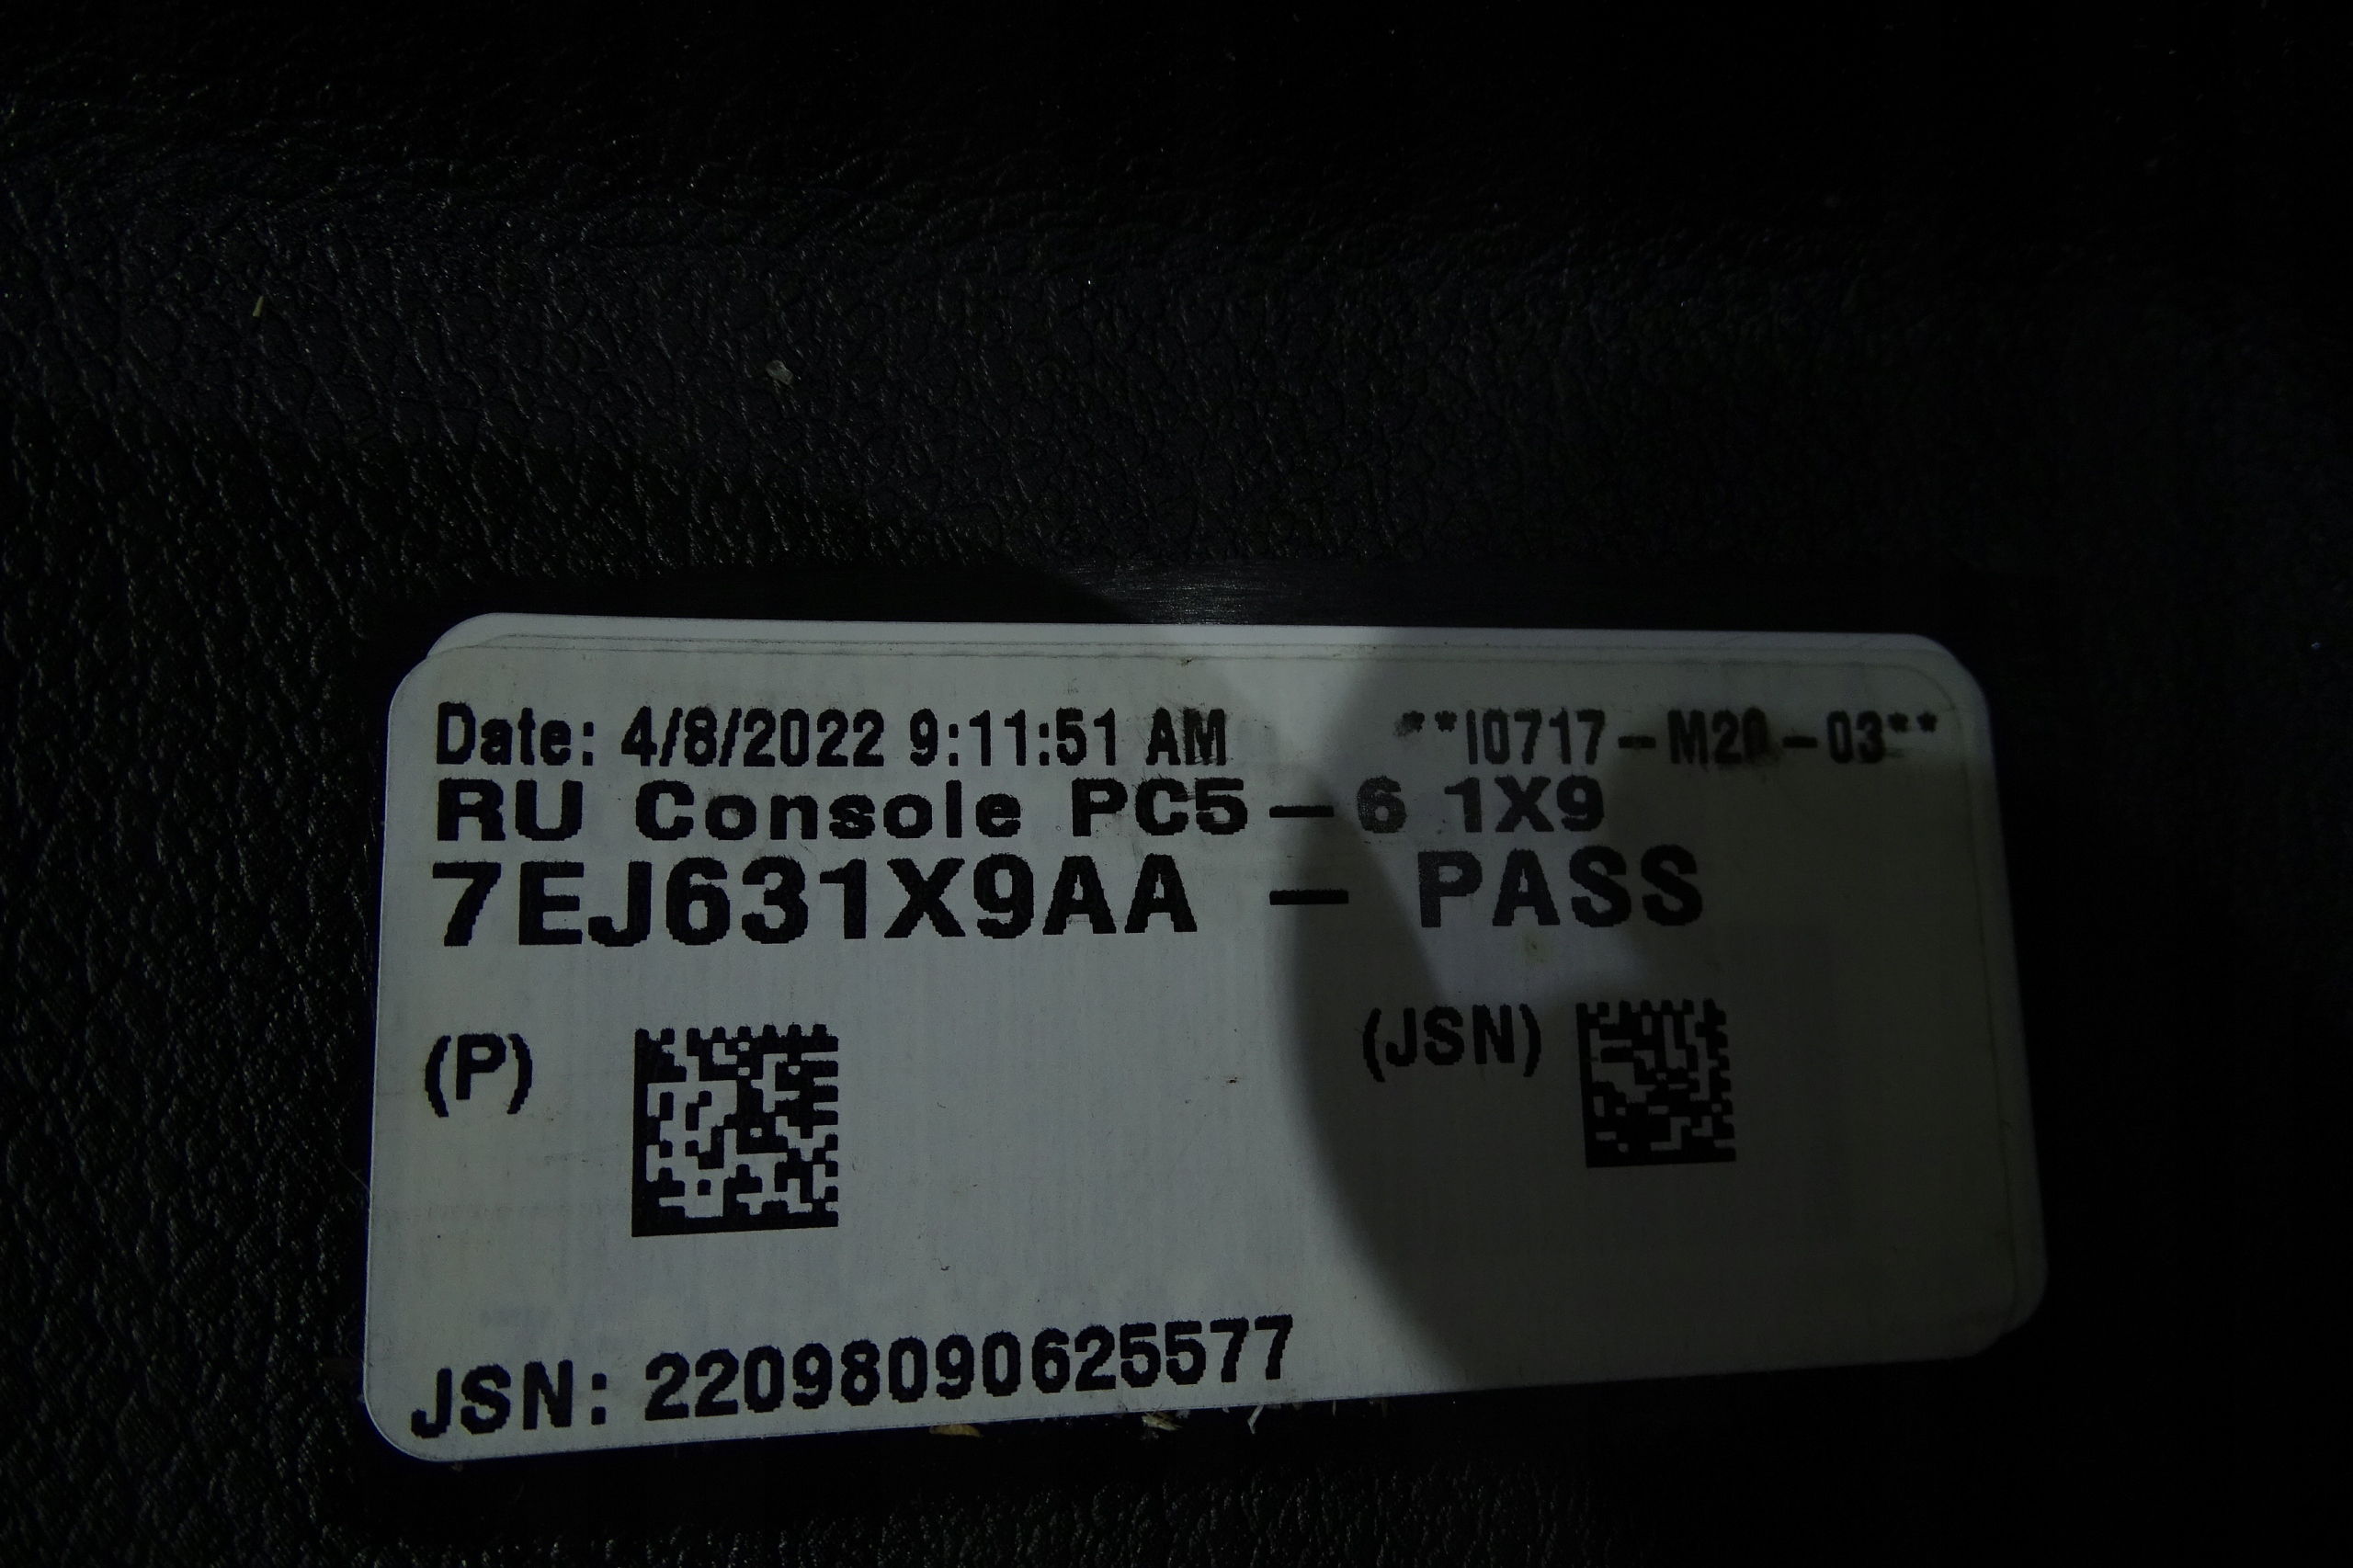 Date: 4/8/2022 9:11:51 AM **I0717-M20-03**
RU Console PC5-6 1X9
7EJ631X9AA - PASS
(P) (JSN)
JSN: 22098090625577